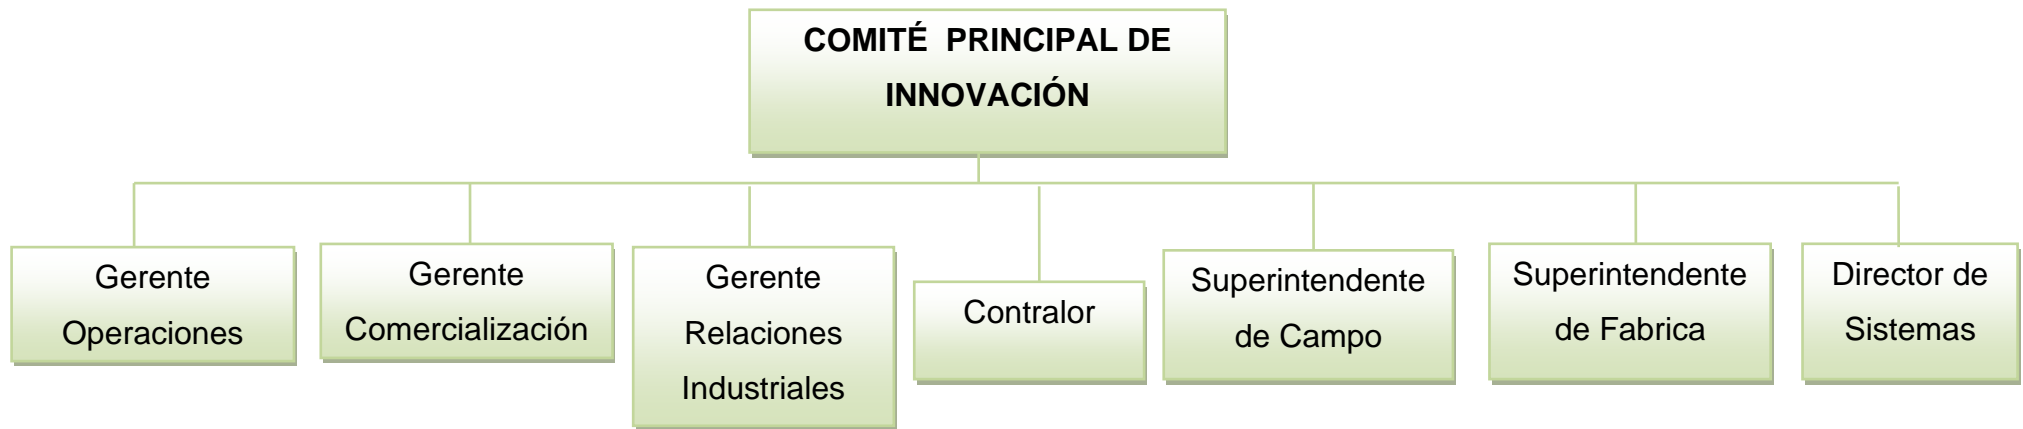 COMITÉ PRINCIPAL DE
INNOVACIÓN
Gerente
Operaciones
Gerente
Comercialización
Gerente
Relaciones
Industriales
Contralor
Superintendente
de Campo
Superintendente
de Fabrica
Director de
Sistemas